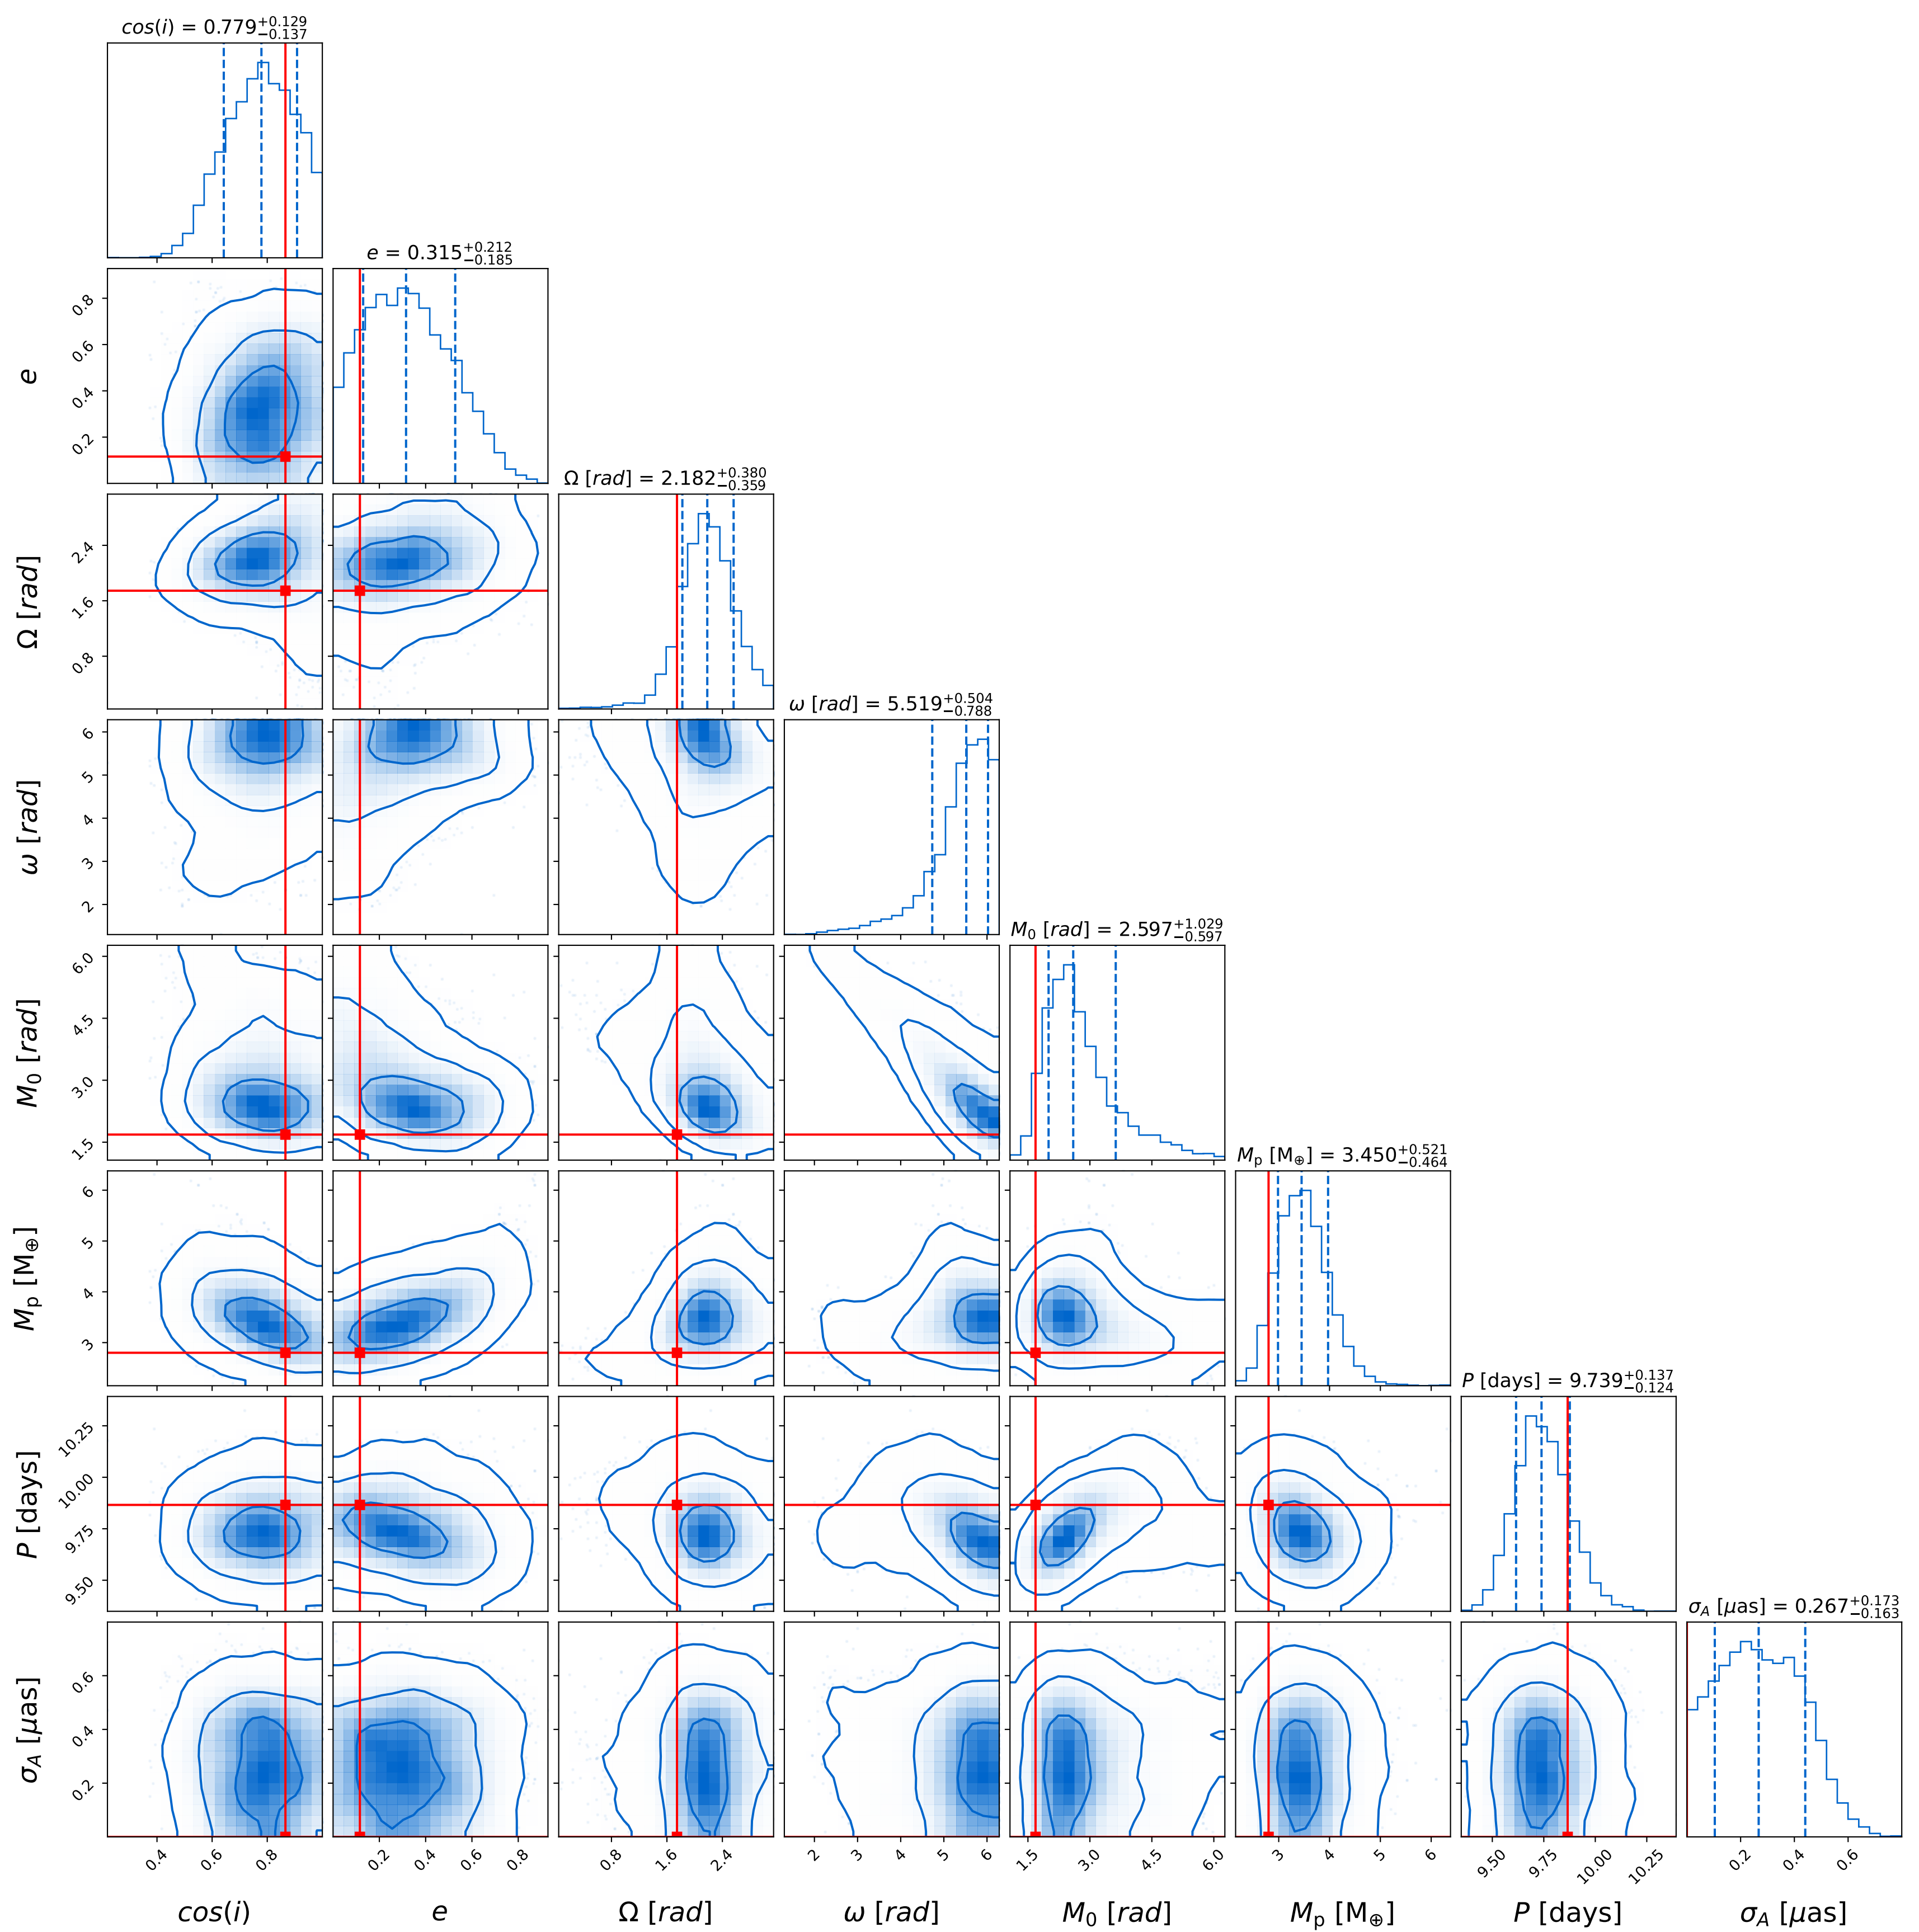 cos(i) = 0.779+0.129−0.137
e = 0.315+0.212−0.185
e
0.8
0.6
0.4
0.2
Ω [rad] = 2.182+0.380−0.359
Ω [rad]
2.4
1.6
0.8
ω [rad] = 5.519+0.504−0.788
ω [rad]
6
5
4
3
2
M0 [rad] = 2.597+1.029−0.597
M0 [rad]
6.0
4.5
3.0
1.5
Mp [M⊕] = 3.450+0.521−0.464
Mp [M⊕]
6
5
4
3
P [days] = 9.739+0.137−0.124
P [days]
10.25
10.00
9.75
9.50
σA [μas] = 0.267+0.173−0.163
σA [μas]
0.6
0.4
0.2
0.4 0.6 0.8 0.2 0.4 0.6 0.8 0.8 1.6 2.4 2 3 4 5 6 1.5 3.0 4.5 6.0 3 4 5 6 9.50 9.75 10.00 10.25 0.2 0.4 0.6
cos(i) e Ω [rad] ω [rad] M0 [rad] Mp [M⊕] P [days] σA [μas]